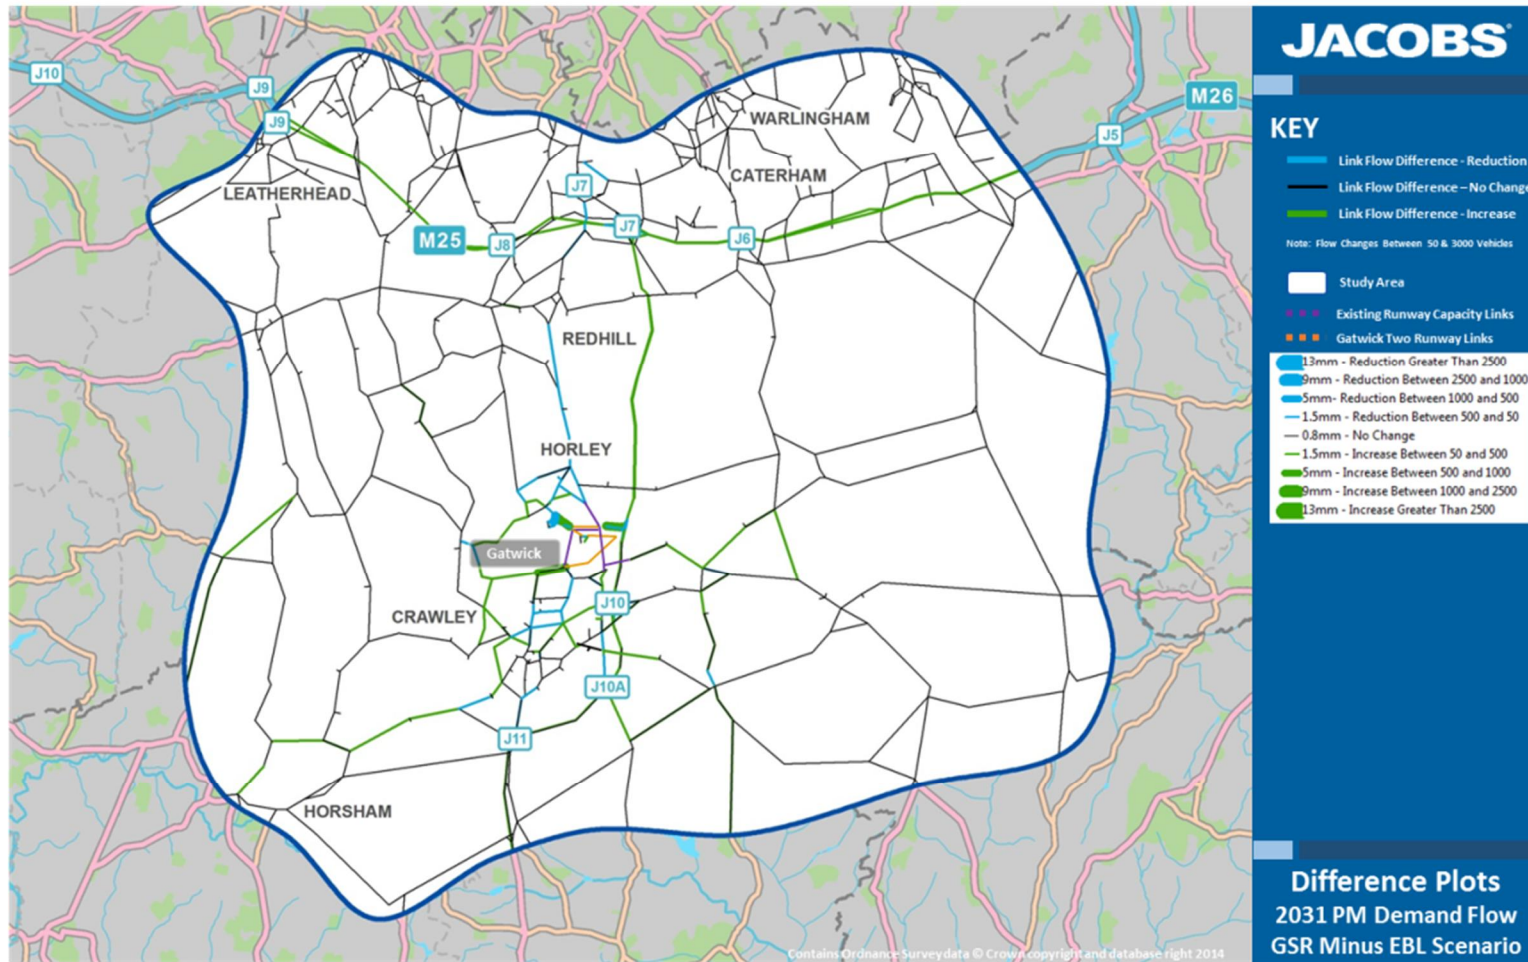 JACOBS
J10
J9
J9
M26
J5
WARLINGHAM
CATERHAM
LEATHERHEAD
J7
J7
M25
J8
J6
REDHILL
HORLEY
Gatwick
CRAWLEY
J10
J10A
J11
HORSHAM
Contains Ordnance Survey data © Crown copyright and database right 2014
KEY
Link Flow Difference - Reduction
Link Flow Difference – No Change
Link Flow Difference - Increase
Note: Flow Changes Between 50 & 3000 Vehicles
Study Area
Existing Runway Capacity Links
Gatwick Two Runway Links
13mm - Reduction Greater Than 2500
9mm - Reduction Between 2500 and 1000
5mm- Reduction Between 1000 and 500
1.5mm - Reduction Between 500 and 50
0.8mm - No Change
1.5mm - Increase Between 50 and 500
5mm - Increase Between 500 and 1000
9mm - Increase Between 1000 and 2500
13mm - Increase Greater Than 2500
Difference Plots
2031 PM Demand Flow
GSR Minus EBL Scenario